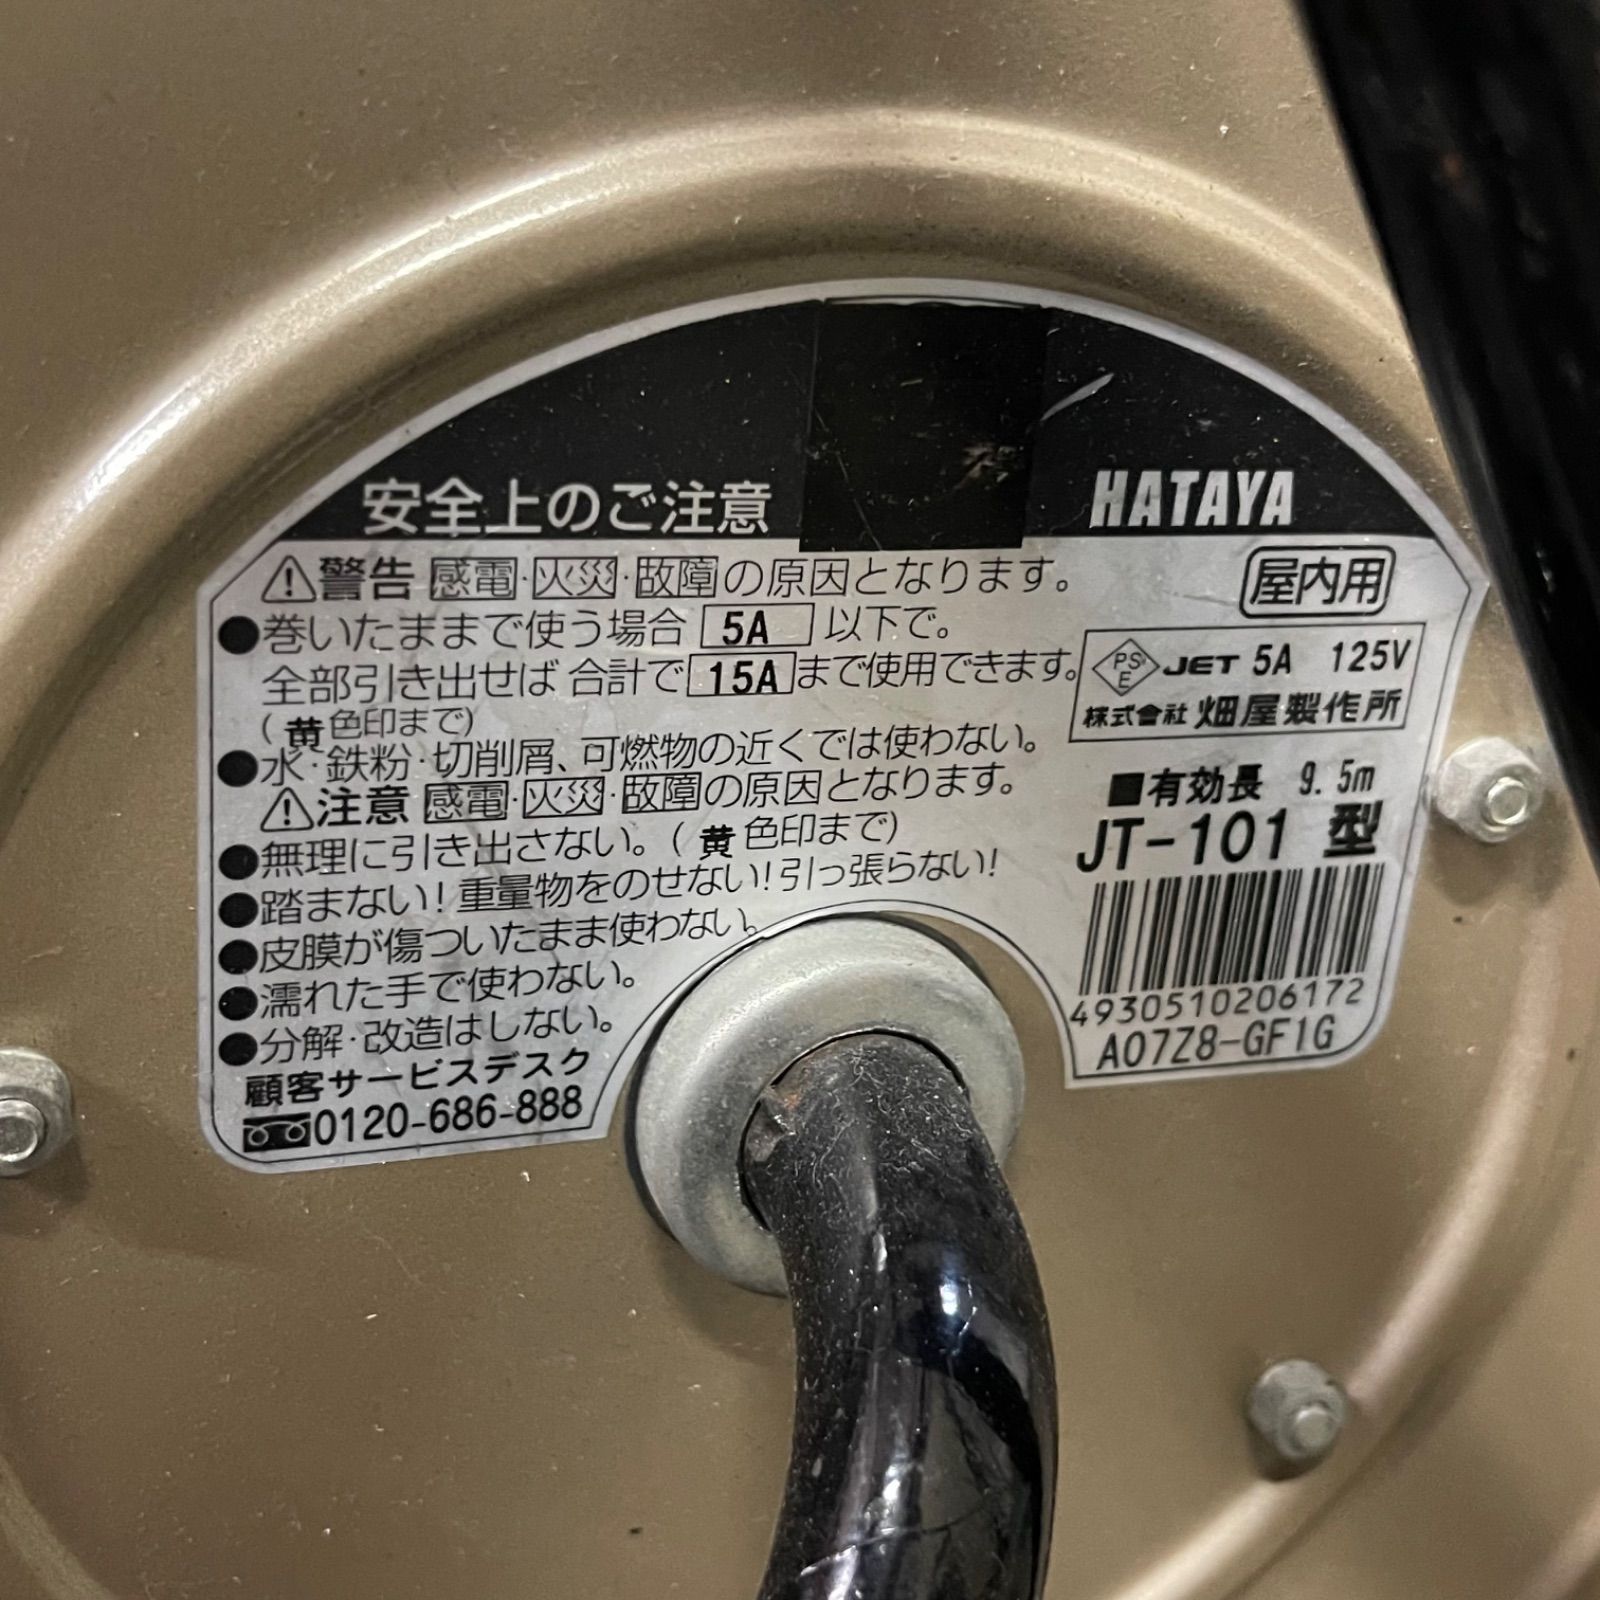 安全上のご注意
HATAYA
警告 感電・火災・故障の原因となります。
●巻いたままで使う場合 5A 以下で。
全部引き出せば 合計で 15A まで使用できます。
(黄色印まで)
●水・鉄粉・切削屑、可燃物の近くでは使わない。
注意 感電・火災・故障の原因となります。
●無理に引き出さない。(黄色印まで)
●踏まない!重量物をのせない!引っ張らない!
●皮膜が傷ついたまま使わない。
●濡れた手で使わない。
●分解・改造はしない。
顧客サービスデスク
0120-686-888
屋内用
PSE JET 5A 125V
株式会社 畑屋製作所
■有効長 9.5m
JT-101 型
4930510206172
A07Z8-GF1G